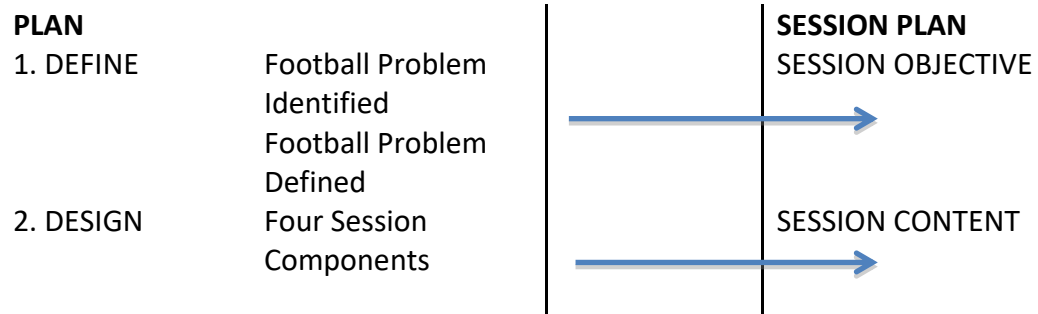 PLAN SESSION PLAN
1. DEFINE Football Problem SESSION OBJECTIVE
Identified
Football Problem
Defined
2. DESIGN Four Session SESSION CONTENT
Components